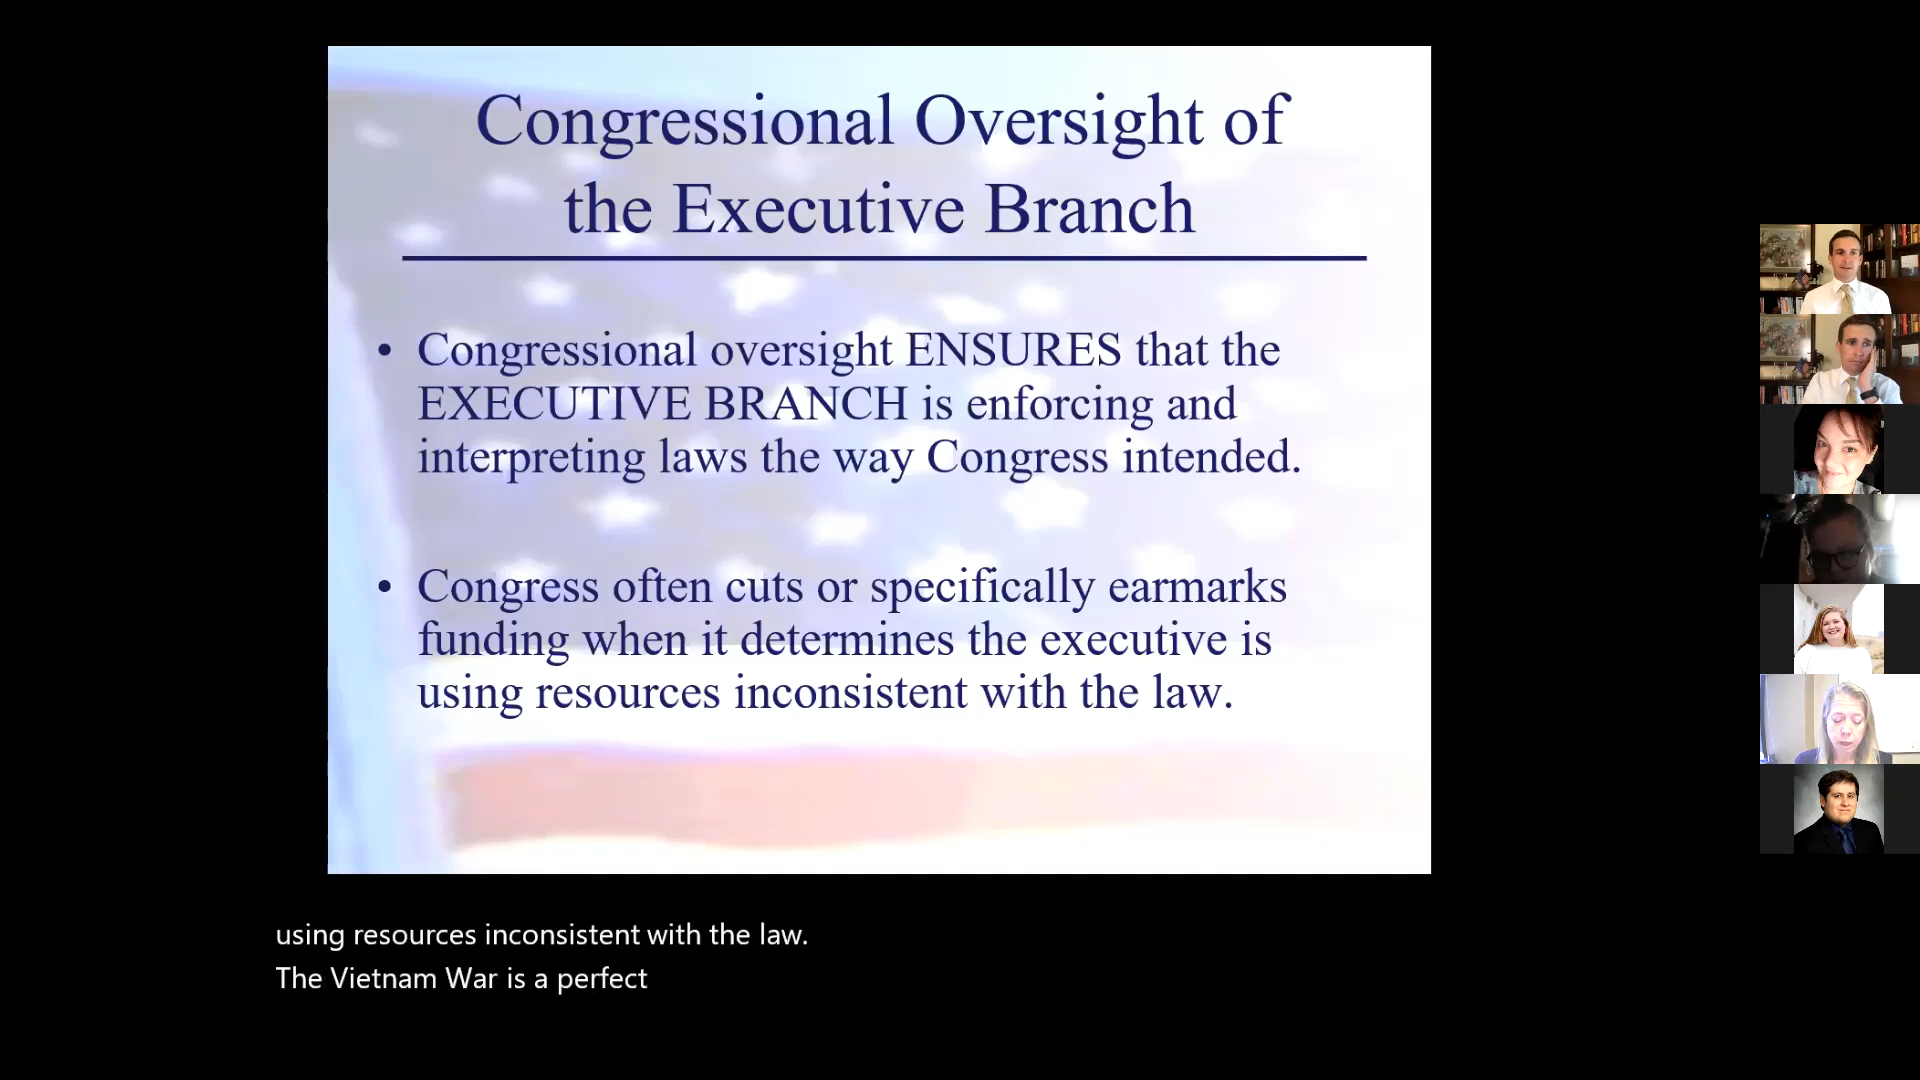 Congressional Oversight of
the Executive Branch
• Congressional oversight ENSURES that the
EXECUTIVE BRANCH is enforcing and
interpreting laws the way Congress intended.
• Congress often cuts or specifically earmarks
funding when it determines the executive is
using resources inconsistent with the law.
using resources inconsistent with the law.
The Vietnam War is a perfect